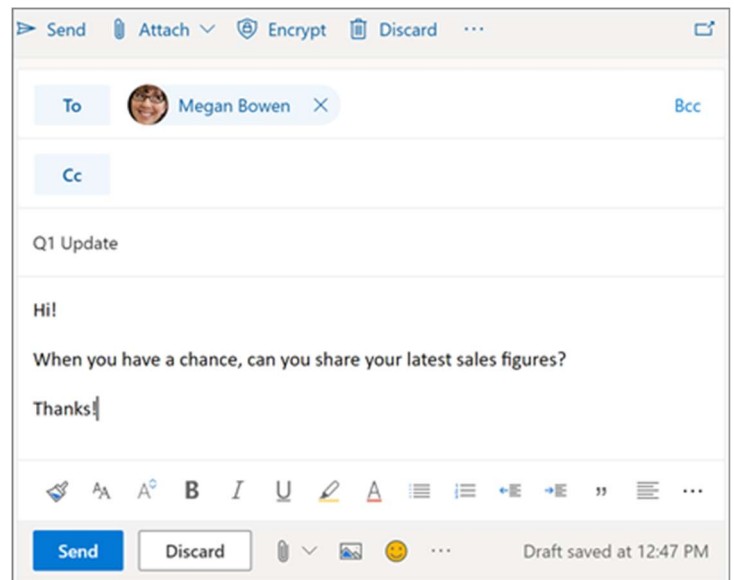 Send Attach Encrypt Discard ...
To Megan Bowen Bcc
Cc
Q1 Update
Hi!
When you have a chance, can you share your latest sales figures?
Thanks!
Send Discard ... Draft saved at 12:47 PM